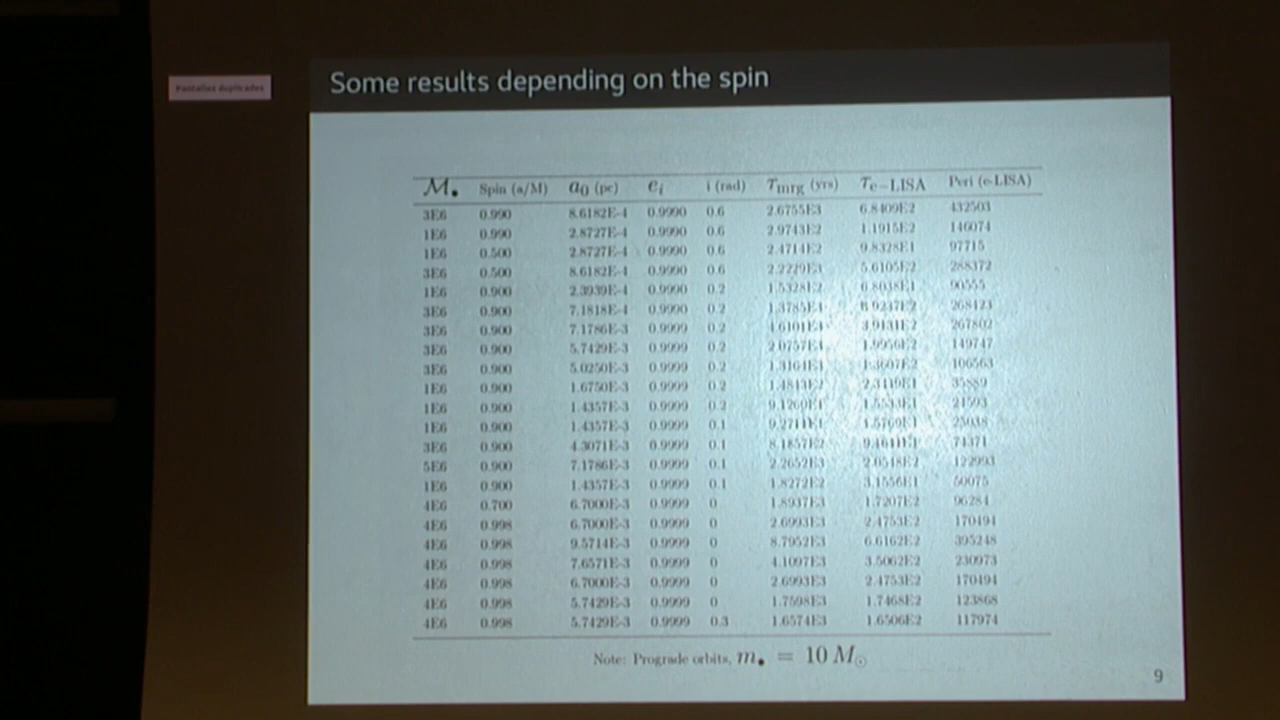 Pantallas duplicadas
Some results depending on the spin
M• Spin (a/M) a0 (pc) ei i (rad) Tmrg (yrs) Te−LISA Peri (e-LISA)
3E6 0.990 8.6182E-4 0.9990 0.6 2.6755E3 6.8409E2 432503
1E6 0.990 2.8727E-4 0.9990 0.6 2.9743E2 1.1915E2 146074
1E6 0.500 2.8727E-4 0.9990 0.6 2.4714E2 9.8328E1 97715
3E6 0.500 8.6182E-4 0.9990 0.6 5.6105E2 288372
1E6 0.900 2.3939E-4 0.9990 0.2 1.5328E2 6.8038E1 90555
3E6 0.900 7.1818E-4 0.9990 0.2 268123
3E6 0.900 7.1786E-3 0.9999 0.2 3.9131E2 267802
3E6 0.900 5.7429E-3 0.9999 0.2 1.9956E2 149747
3E6 0.900 5.0250E-3 0.9999 0.2 106563
1E6 0.900 1.6750E-3 0.9999 0.2 35889
1E6 0.900 1.4357E-3 0.9999 0.2
1E6 0.900 1.4357E-3 0.9999 0.1 25038
3E6 0.900 4.3071E-3 0.9999 0.1 8.1857E2 74371
5E6 0.900 7.1786E-3 0.9999 0.1 2.2652E3 2.0548E2 122993
1E6 0.900 1.4357E-3 0.9999 0.1 1.8272E2 3.1556E1 50075
4E6 0.700 6.7000E-3 0.9999 0 1.8937E3 1.7207E2 96284
4E6 0.998 6.7000E-3 0.9999 0 2.6993E3 2.4753E2 170494
4E6 0.998 9.5714E-3 0.9999 0 8.7952E3 6.6162E2 395248
4E6 0.998 7.6571E-3 0.9999 0 4.1097E3 3.5062E2 230973
4E6 0.998 6.7000E-3 0.9999 0 2.6993E3 2.4753E2 170494
4E6 0.998 5.7429E-3 0.9999 0 1.7598E3 1.7468E2 123868
4E6 0.998 5.7429E-3 0.9999 0.3 1.6574E3 1.6506E2 117974
Note: Prograde orbits, m• = 10 M☉
9